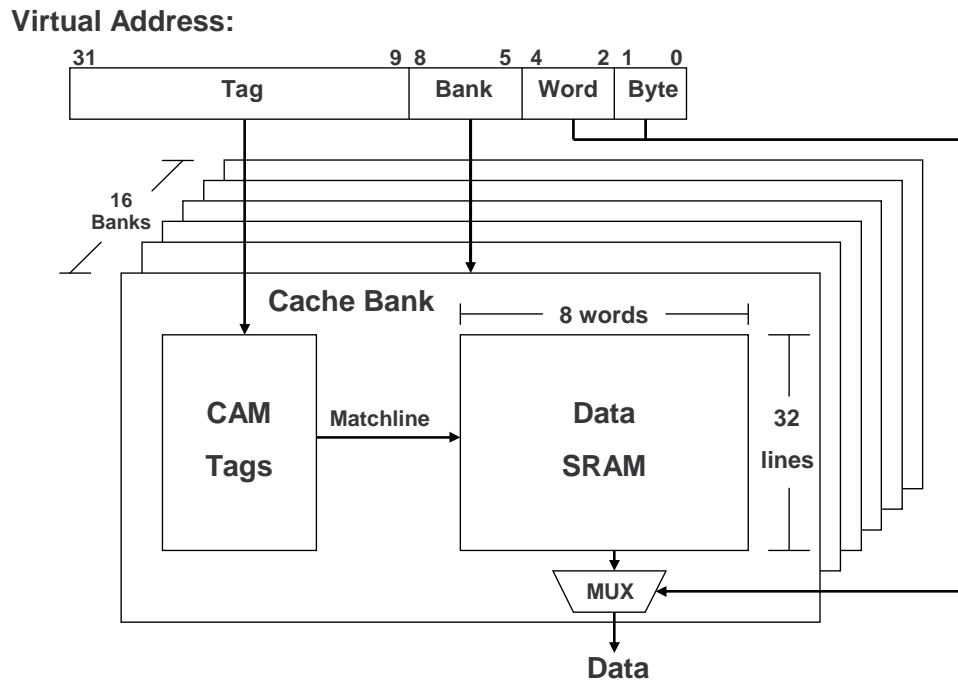 Virtual Address:
31 9 8 5 4 2 1 0
Tag Bank Word Byte
16
Banks
Cache Bank
8 words
CAM
Tags
Matchline
Data
SRAM
32
lines
MUX
Data